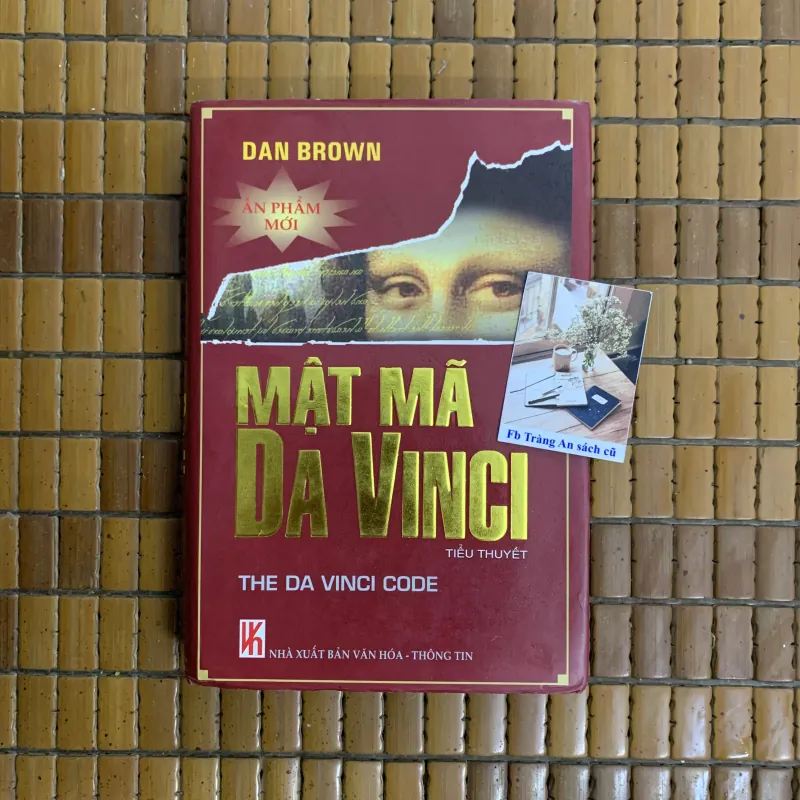 DAN BROWN
ẤN PHẨM
MỚI
MẬT MÃ
DA VINCI
TIỂU THUYẾT
THE DA VINCI CODE
NHÀ XUẤT BẢN VĂN HÓA - THÔNG TIN
Fb Tràng An sách cũ